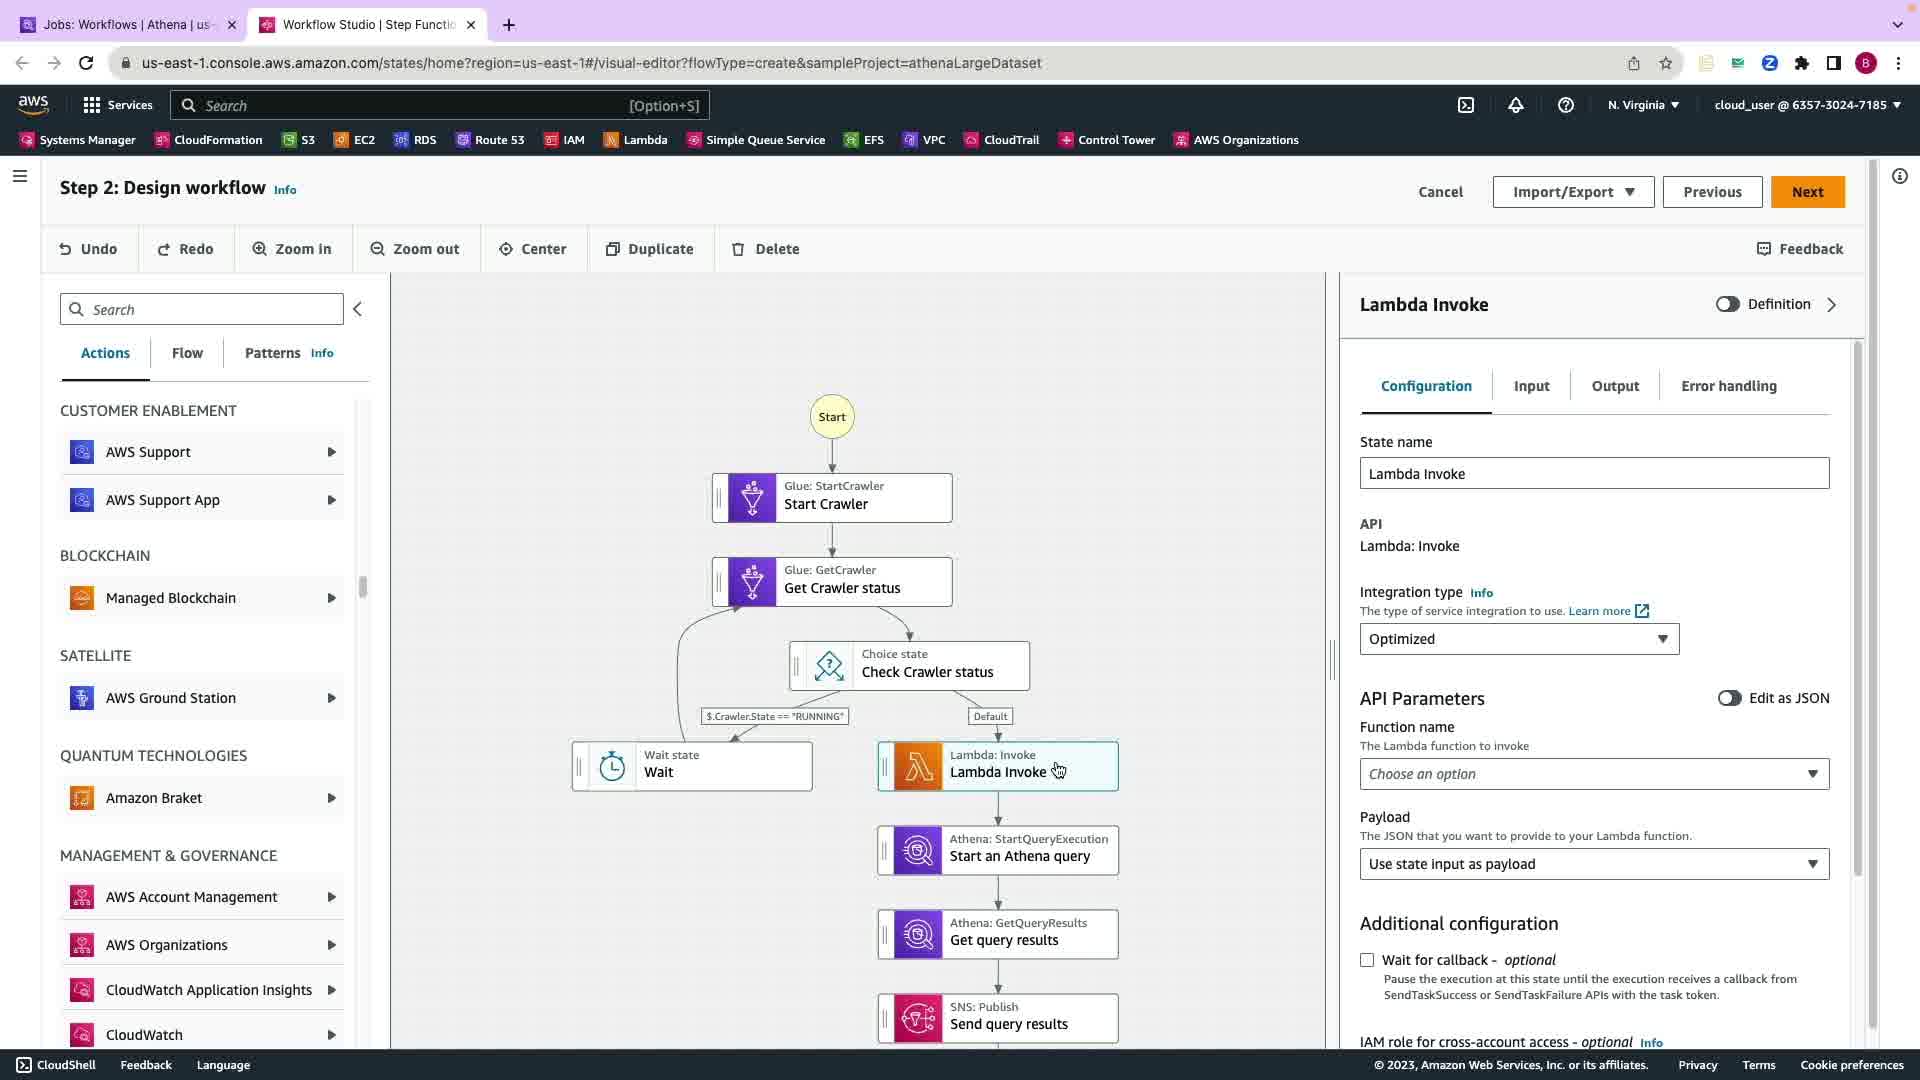 Jobs: Workflows | Athena | us-
Workflow Studio | Step Functio
us-east-1.console.aws.amazon.com/states/home?region=us-east-1#/visual-editor?flowType=create&sampleProject=athenaLargeDataset
B
aws
Services
Search
[Option+S]
N. Virginia
cloud_user @ 6357-3024-7185
Systems Manager
CloudFormation
S3
EC2
RDS
Route 53
IAM
Lambda
Simple Queue Service
EFS
VPC
CloudTrail
Control Tower
AWS Organizations
Step 2: Design workflow Info
Cancel
Import/Export
Previous
Next
Undo
Redo
Zoom in
Zoom out
Center
Duplicate
Delete
Feedback
Search
Actions
Flow
Patterns Info
CUSTOMER ENABLEMENT
AWS Support
AWS Support App
BLOCKCHAIN
Managed Blockchain
SATELLITE
AWS Ground Station
QUANTUM TECHNOLOGIES
Amazon Braket
MANAGEMENT & GOVERNANCE
AWS Account Management
AWS Organizations
CloudWatch Application Insights
CloudWatch
Start
Glue: StartCrawler
Start Crawler
Glue: GetCrawler
Get Crawler status
Choice state
Check Crawler status
$.Crawler.State == "RUNNING"
Default
Wait state
Wait
Lambda: Invoke
Lambda Invoke
Athena: StartQueryExecution
Start an Athena query
Athena: GetQueryResults
Get query results
SNS: Publish
Send query results
Lambda Invoke
Definition
Configuration
Input
Output
Error handling
State name
Lambda Invoke
API
Lambda: Invoke
Integration type Info
The type of service integration to use. Learn more
Optimized
API Parameters
Edit as JSON
Function name
The Lambda function to invoke
Choose an option
Payload
The JSON that you want to provide to your Lambda function.
Use state input as payload
Additional configuration
Wait for callback - optional
Pause the execution at this state until the execution receives a callback from
SendTaskSuccess or SendTaskFailure APIs with the task token.
IAM role for cross-account access - optional Info
CloudShell
Feedback
Language
© 2023, Amazon Web Services, Inc. or its affiliates.
Privacy
Terms
Cookie preferences